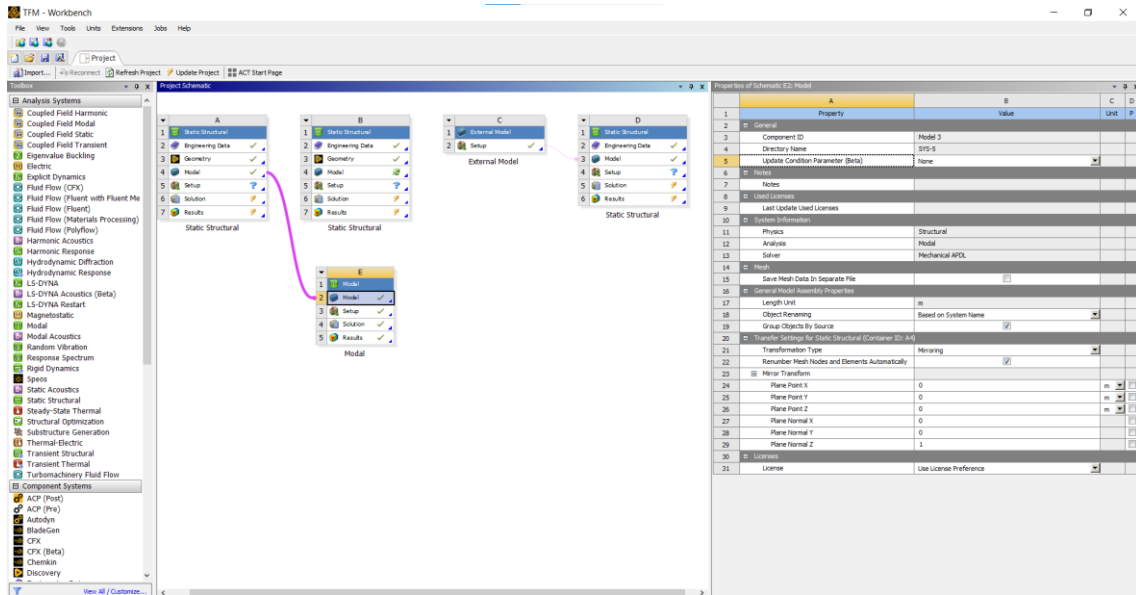 TFM - Workbench
File View Tools Units Extensions Jobs Help
Project
Import... Reconnect Refresh Project Update Project ACT Start Page
Toolbox
Analysis Systems
Coupled Field Harmonic
Coupled Field Modal
Coupled Field Static
Coupled Field Transient
Eigenvalue Buckling
Electric
Explicit Dynamics
Fluid Flow (CFX)
Fluid Flow (Fluent with Fluent Me
Fluid Flow (Fluent)
Fluid Flow (Materials Processing)
Fluid Flow (Polyflow)
Harmonic Acoustics
Harmonic Response
Hydrodynamic Diffraction
Hydrodynamic Response
LS-DYNA
LS-DYNA Acoustics (Beta)
LS-DYNA Restart
Magnetostatic
Modal
Modal Acoustics
Random Vibration
Response Spectrum
Rigid Dynamics
Speos
Static Acoustics
Static Structural
Steady-State Thermal
Structural Optimization
Substructure Generation
Thermal-Electric
Transient Structural
Transient Thermal
Turbomachinery Fluid Flow
Component Systems
ACP (Post)
ACP (Pre)
Autodyn
BladeGen
CFX
CFX (Beta)
Chemkin
Discovery
View All / Customize...
Project Schematic
A
1 Static Structural
2 Engineering Data
3 Geometry
4 Model
5 Setup
6 Solution
7 Results
Static Structural
B
1 Static Structural
2 Engineering Data
3 Geometry
4 Model
5 Setup
6 Solution
7 Results
Static Structural
C
1 External Model
2 Setup
External Model
D
1 Static Structural
2 Engineering Data
3 Model
4 Setup
5 Solution
6 Results
Static Structural
E
1 Modal
2 Model
3 Setup
4 Solution
5 Results
Modal
Properties of Schematic E2: Model
A B C D
1 Property Value Unit P
2 General
3 Component ID Model 3
4 Directory Name SYS-5
5 Update Condition Parameter (Beta) None
6 Notes
7 Notes
8 Used Licenses
9 Last Update Used Licenses
10 System Information
11 Physics Structural
12 Analysis Modal
13 Solver Mechanical APDL
14 Mesh
15 Save Mesh Data In Separate File
16 General Model Assembly Properties
17 Length Unit m
18 Object Renaming Based on System Name
19 Group Objects By Source
20 Transfer Settings for Static Structural (Container ID: A4)
21 Transformation Type Mirroring
22 Renumber Mesh Nodes and Elements Automatically
23 Mirror Transform
24 Plane Point X 0 m
25 Plane Point Y 0 m
26 Plane Point Z 0 m
27 Plane Normal X 0
28 Plane Normal Y 0
29 Plane Normal Z 1
30 Licenses
31 License Use License Preference